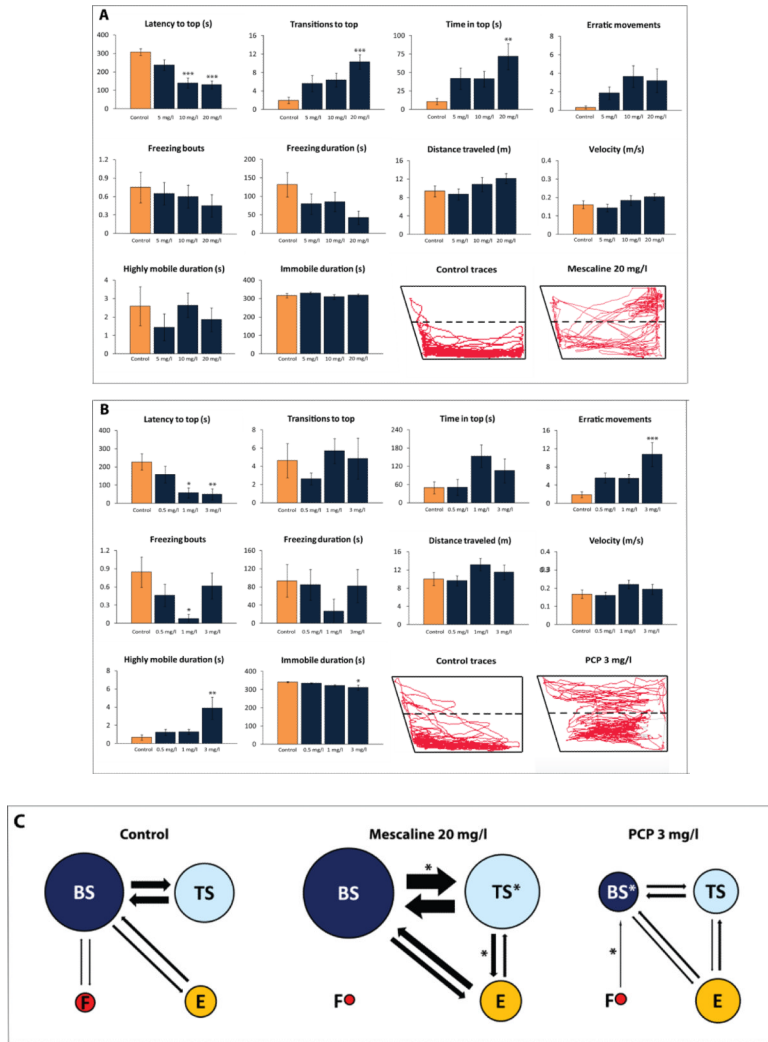 A
Latency to top (s) Transitions to top Time in top (s) Erratic movements
400 16 100 8
300 12 75 6
200 8 50 4
100 4 25 2
0 0 0 0
*** *** *** **
Control 5 mg/l 10 mg/l 20 mg/l Control 5 mg/l 10 mg/l 20 mg/l Control 5 mg/l 10 mg/l 20 mg/l Control 5 mg/l 10 mg/l 20 mg/l
Freezing bouts Freezing duration (s) Distance traveled (m) Velocity (m/s)
1.2 200 16 0.4
0.9 150 12 0.3
0.6 100 8 0.2
0.3 50 4 0.1
0 0 0 0
Control 5 mg/l 10 mg/l 20 mg/l Control 5 mg/l 10 mg/l 20 mg/l Control 5 mg/l 10 mg/l 20 mg/l Control 5 mg/l 10 mg/l 20 mg/l
Highly mobile duration (s) Immobile duration (s) Control traces Mescaline 20 mg/l
4 400
3 300
2 200
1 100
0 0
Control 5 mg/l 10 mg/l 20 mg/l Control 5 mg/l 10 mg/l 20 mg/l
B
Latency to top (s) Transitions to top Time in top (s) Erratic movements
400 8 240 16
300 6 180 12
200 4 120 8
100 2 60 4
0 0 0 0
* ** ***
Control 0.5 mg/l 1 mg/l 3 mg/l Control 0.5 mg/l 1 mg/l 3 mg/l Control 0.5 mg/l 1 mg/l 3 mg/l Control 0.5 mg/l 1 mg/l 3 mg/l
Freezing bouts Freezing duration (s) Distance traveled (m) Velocity (m/s)
1.2 160 16
0.9 120 12 0.3
0.6 80 8 0.2
0.3 40 4 0.1
0 0 0 0
*
Control 0.5 mg/l 1 mg/l 3 mg/l Control 0.5 mg/l 1 mg/l 3mg/l Control 0.5 mg/l 1mg/l 3 mg/l Control 0.5 mg/l 1 mg/l 3 mg/l
Highly mobile duration (s) Immobile duration (s) Control traces PCP 3 mg/l
8 400
6 300
4 200
2 100
0 0
** *
Control 0.5 mg/l 1 mg/l 3 mg/l Control 0.5 mg/l 1 mg/l 3 mg/l
C
Control Mescaline 20 mg/l PCP 3 mg/l
BS TS BS * TS* BS* TS
F E F * E F * E